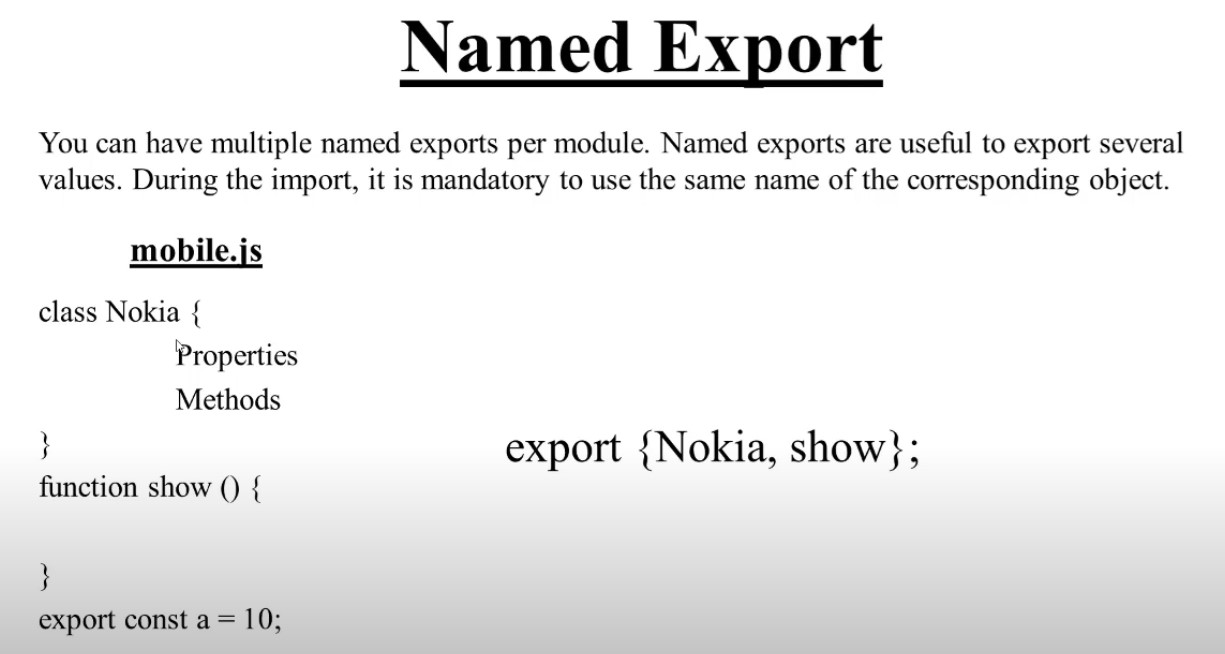 Named Export
You can have multiple named exports per module. Named exports are useful to export several
values. During the import, it is mandatory to use the same name of the corresponding object.
mobile.js
class Nokia {
Properties
Methods
}
export {Nokia, show};
function show () {
}
export const a = 10;